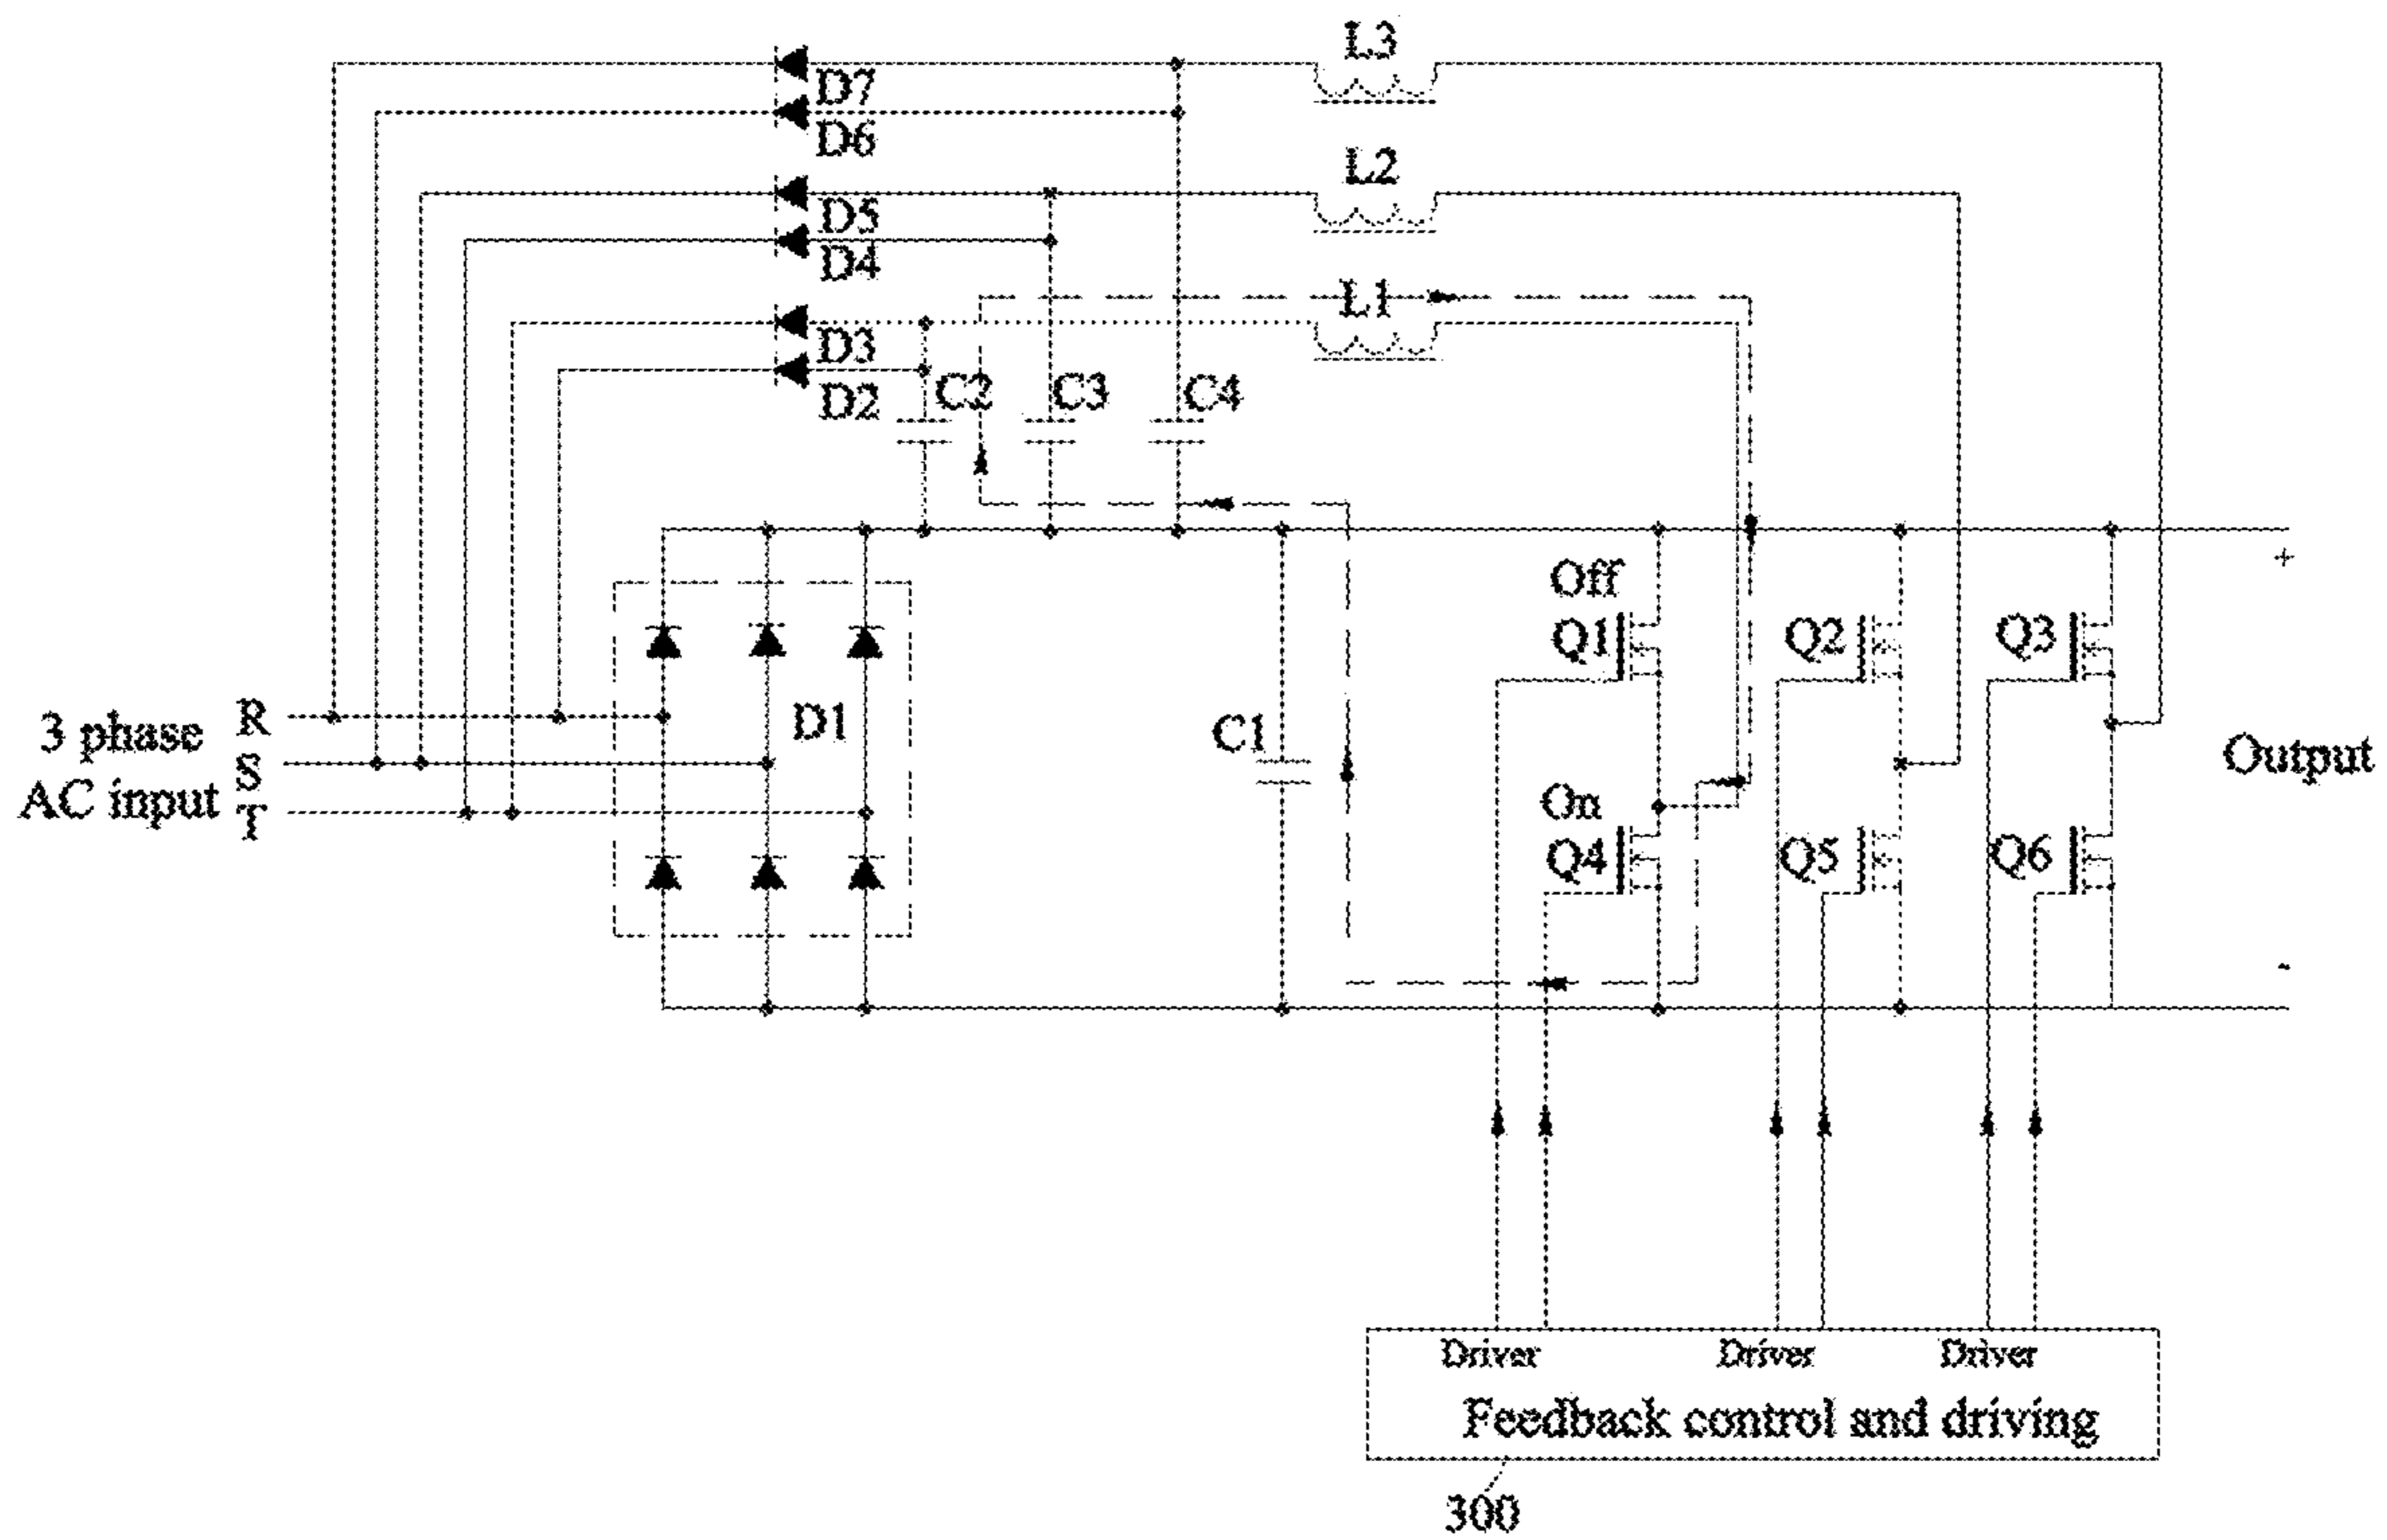 L3
D7
D6
L2
D5
D4
L1
D3
D2
C2
C3
C4
+
Off
Q1
Q2
Q3
3 phase
AC input
R
S
T
D1
C1
Output
On
Q4
Q5
Q6
-
Driver
Driver
Driver
Feedback control and driving
300